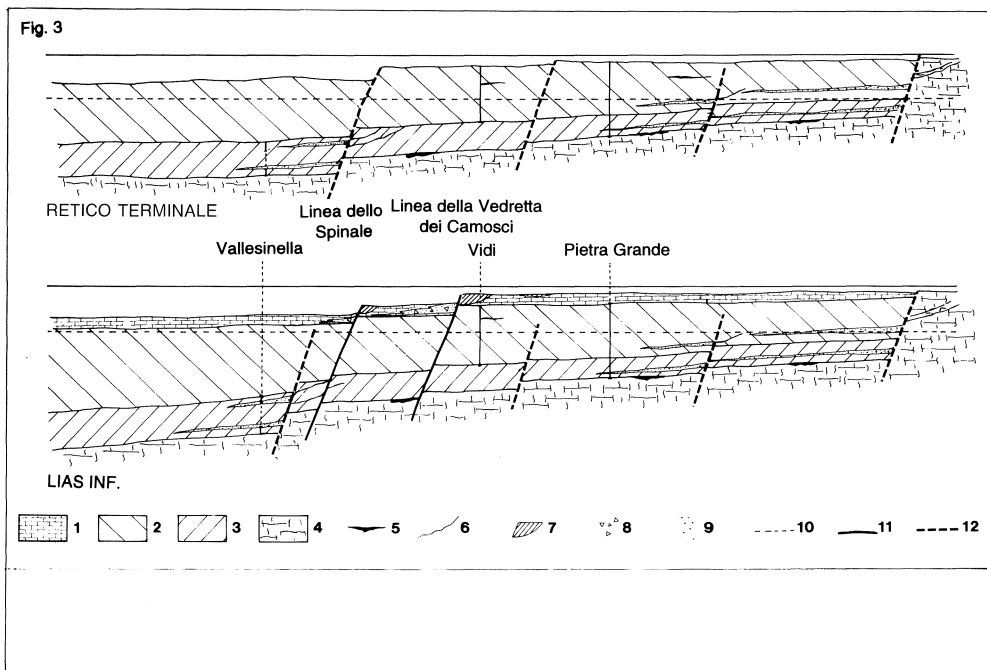 Fig. 3
RETICO TERMINALE
Linea dello
Spinale
Linea della Vedretta
dei Camosci
Vallesinella
Vidi
Pietra Grande
LIAS INF.
1 2 3 4 5 6 7 8 9 10 11 12